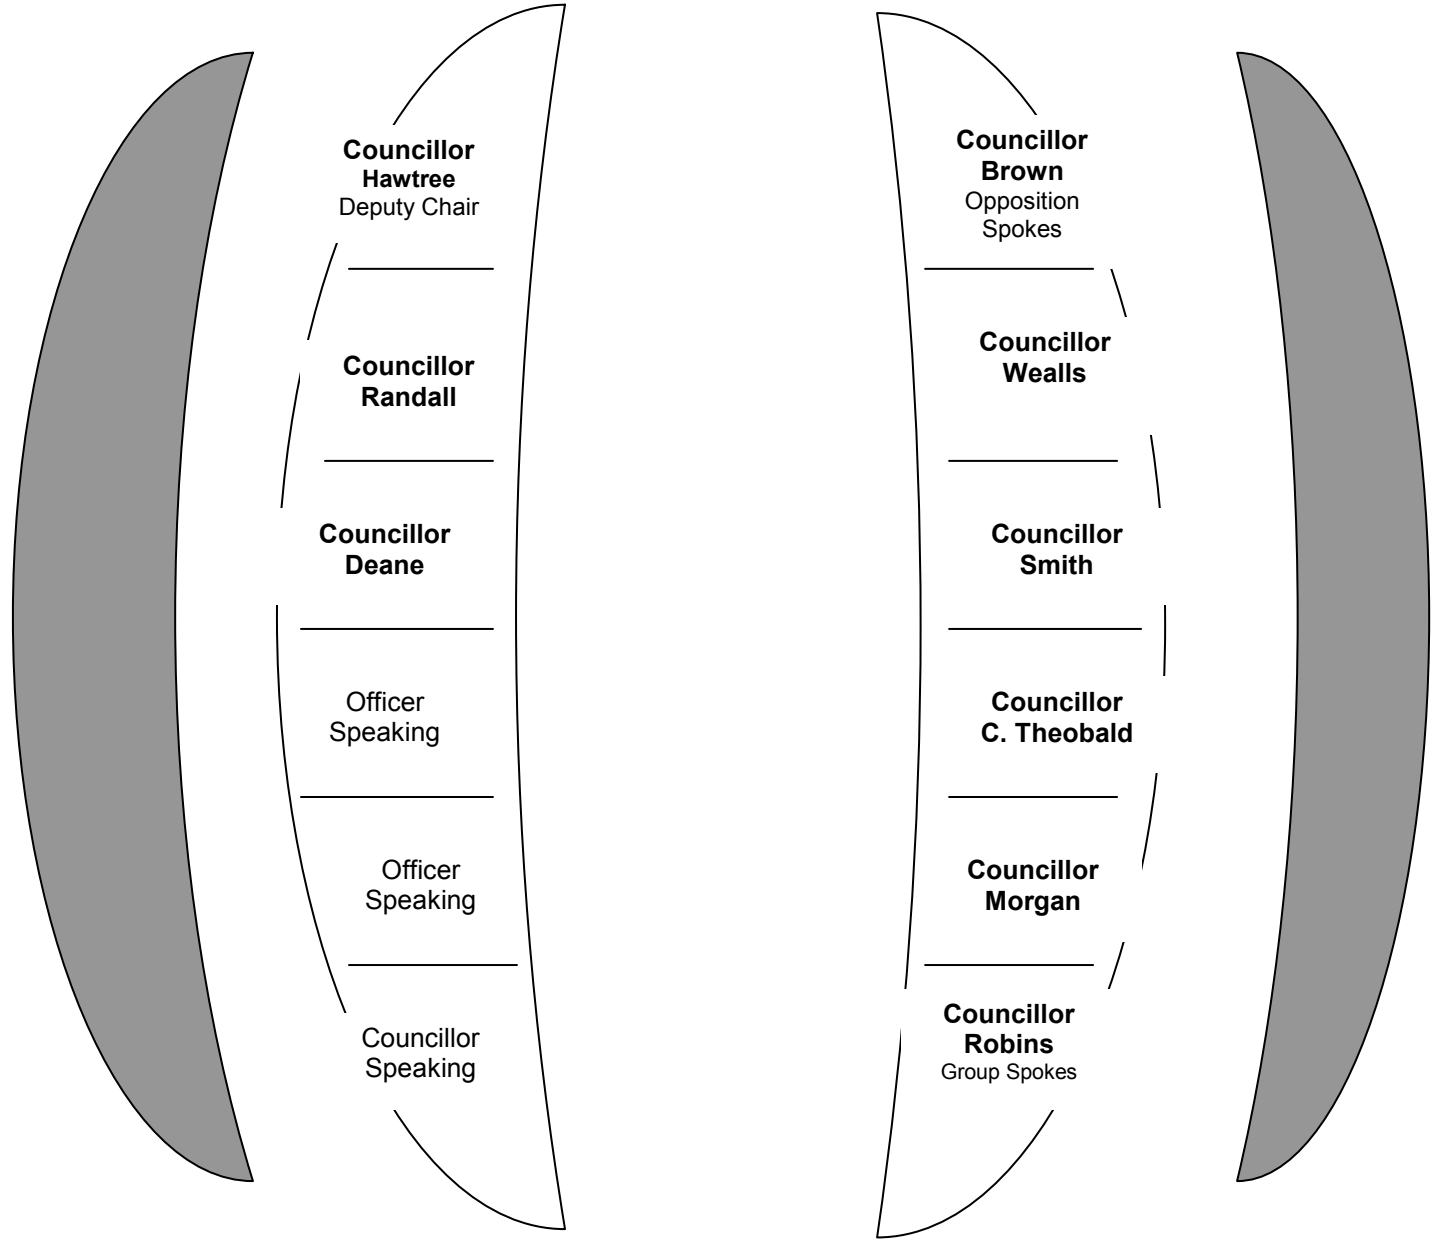 Councillor
Hawtree
Deputy Chair
Councillor
Randall
Councillor
Deane
Officer
Speaking
Officer
Speaking
Councillor
Speaking
Councillor
Brown
Opposition
Spokes
Councillor
Wealls
Councillor
Smith
Councillor
C. Theobald
Councillor
Morgan
Councillor
Robins
Group Spokes